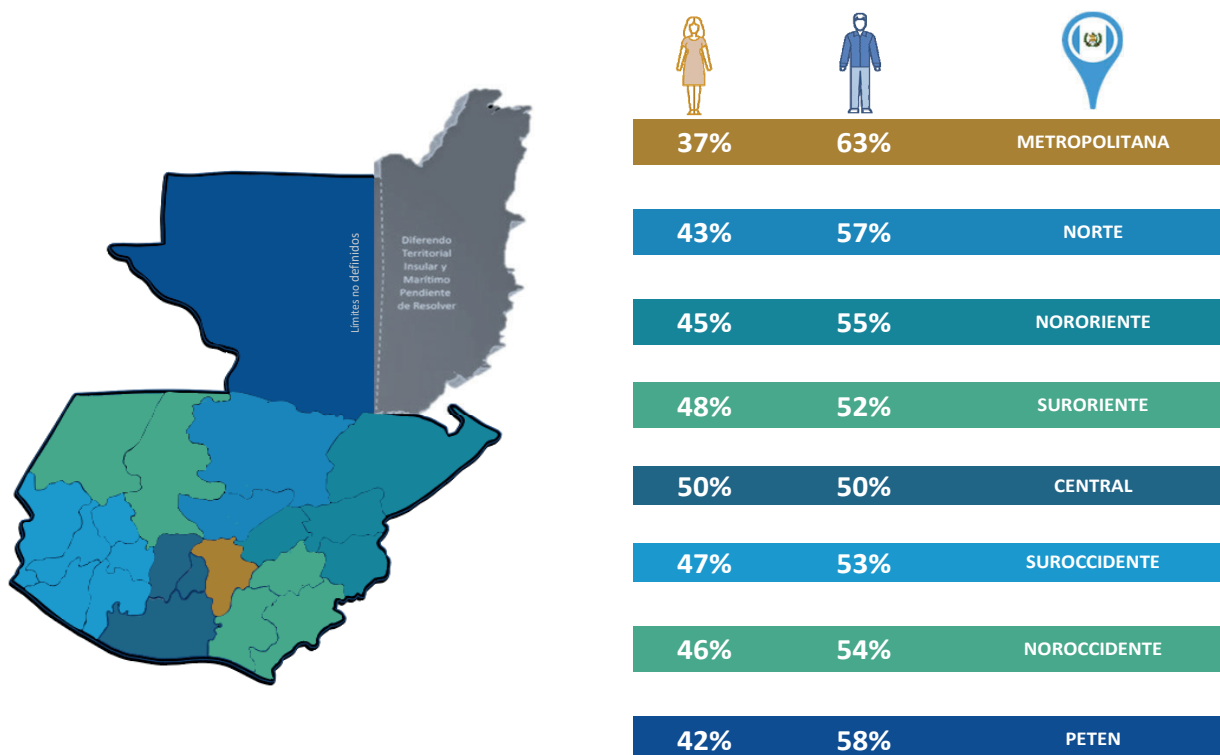 Límites no definidos
Diferendo
Territorial
Insular y
Marítimo
Pendiente
de Resolver
37% 63% METROPOLITANA
43% 57% NORTE
45% 55% NORORIENTE
48% 52% SURORIENTE
50% 50% CENTRAL
47% 53% SUROCCIDENTE
46% 54% NOROCCIDENTE
42% 58% PETEN